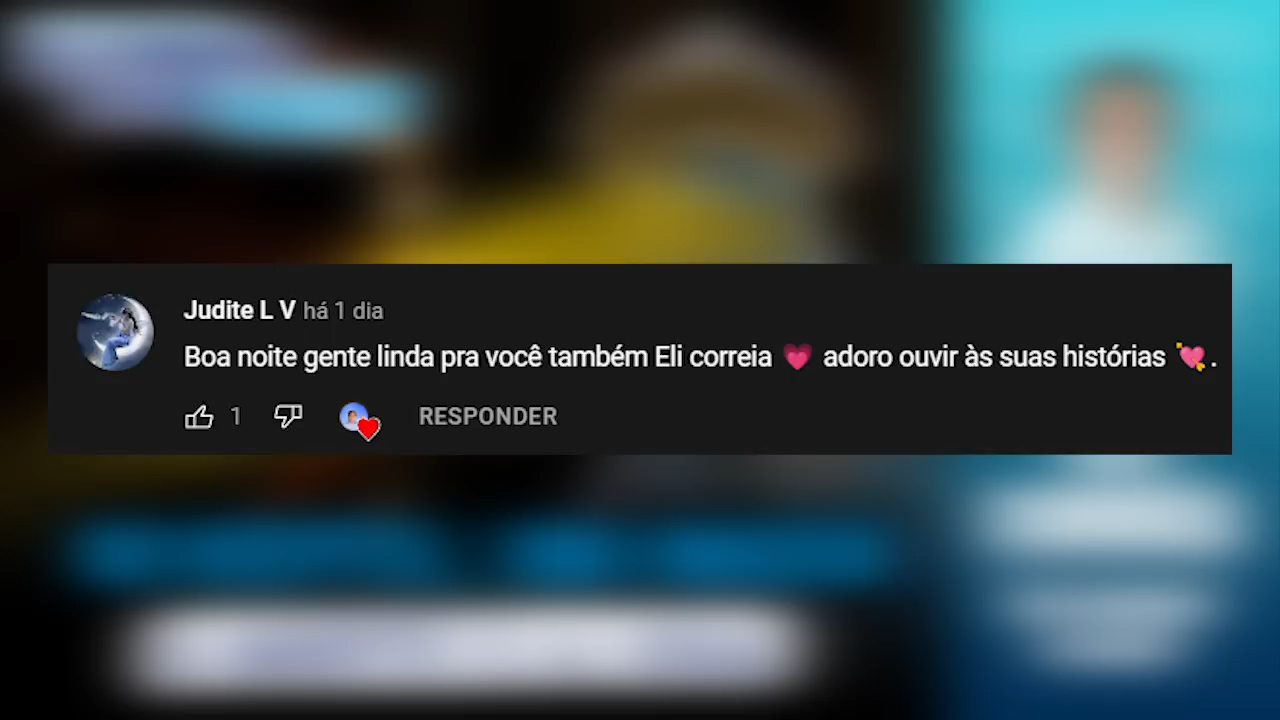 Judite L V há 1 dia
Boa noite gente linda pra você também Eli correia 💗 adoro ouvir às suas histórias 💘.
1 RESPONDER